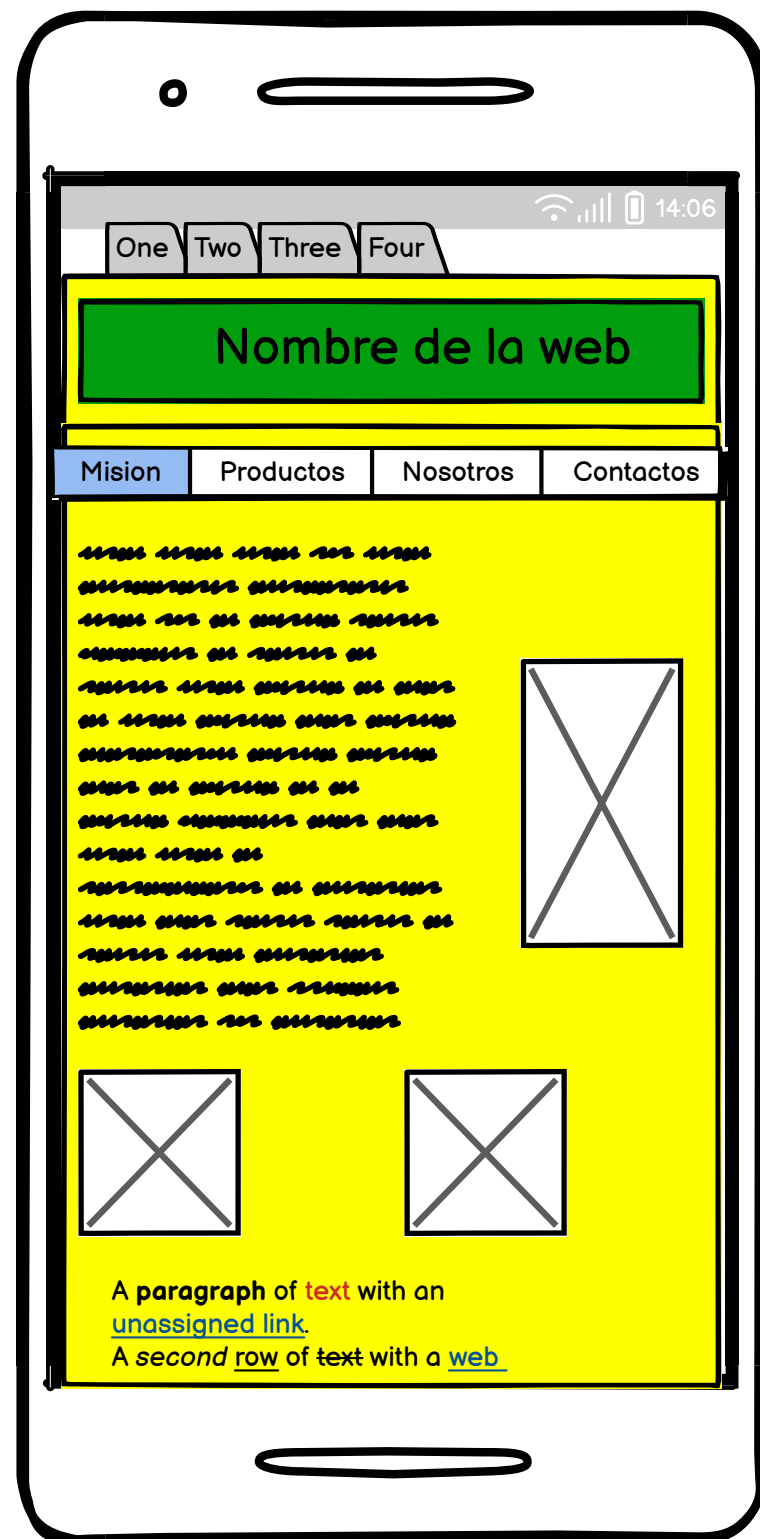 14:06
One Two Three Four
Nombre de la web
Mision Productos Nosotros Contactos
A paragraph of text with an
unassigned link.
A second row of text with a web